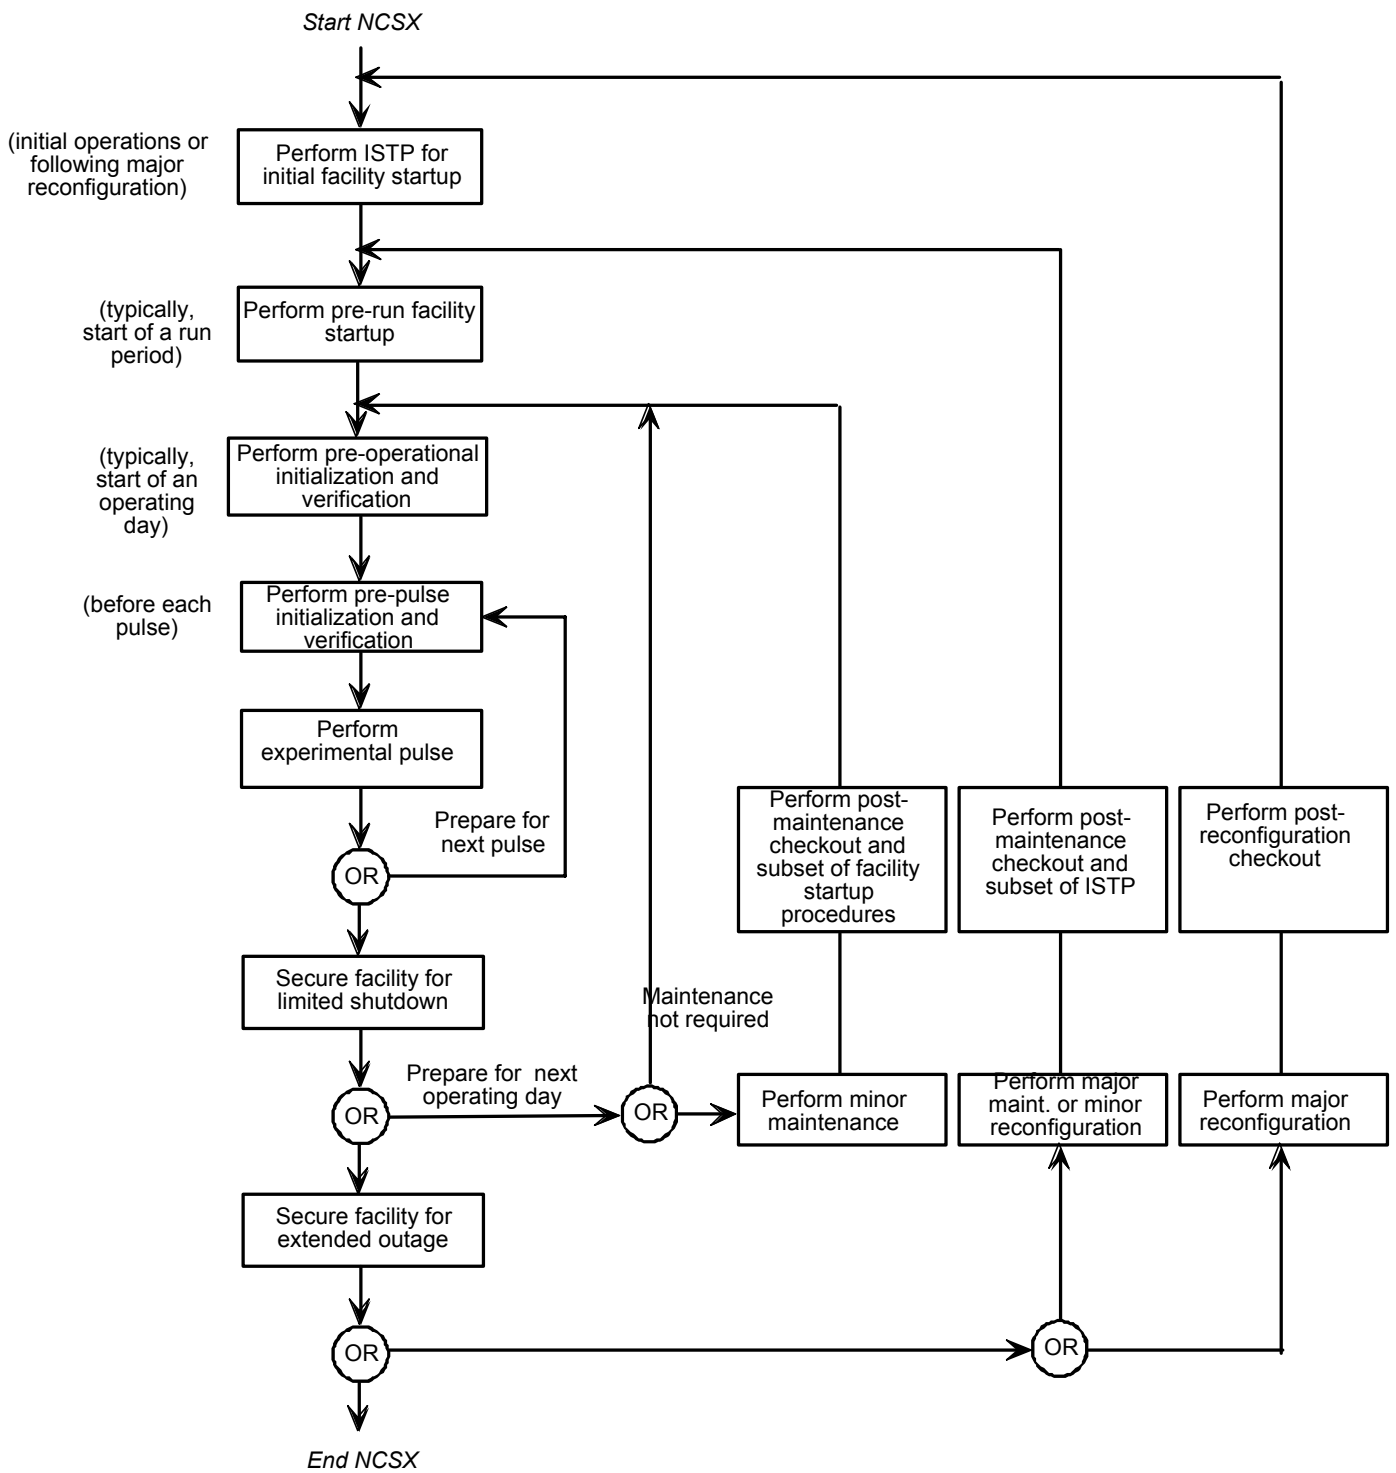 Start NCSX
(initial operations or
following major
reconfiguration)
Perform ISTP for
initial facility startup
(typically,
start of a run
period)
Perform pre-run facility
startup
(typically,
start of an
operating
day)
Perform pre-operational
initialization and
verification
(before each
pulse)
Perform pre-pulse
initialization and
verification
Perform
experimental pulse
Prepare for
next pulse
OR
Perform post-
maintenance
checkout and
subset of facility
startup
procedures
Perform post-
maintenance
checkout and
subset of ISTP
Perform post-
reconfiguration
checkout
Secure facility for
limited shutdown
Maintenance
not required
Prepare for next
operating day
OR
OR
Perform minor
maintenance
Perform major
maint. or minor
reconfiguration
Perform major
reconfiguration
Secure facility for
extended outage
OR
OR
End NCSX